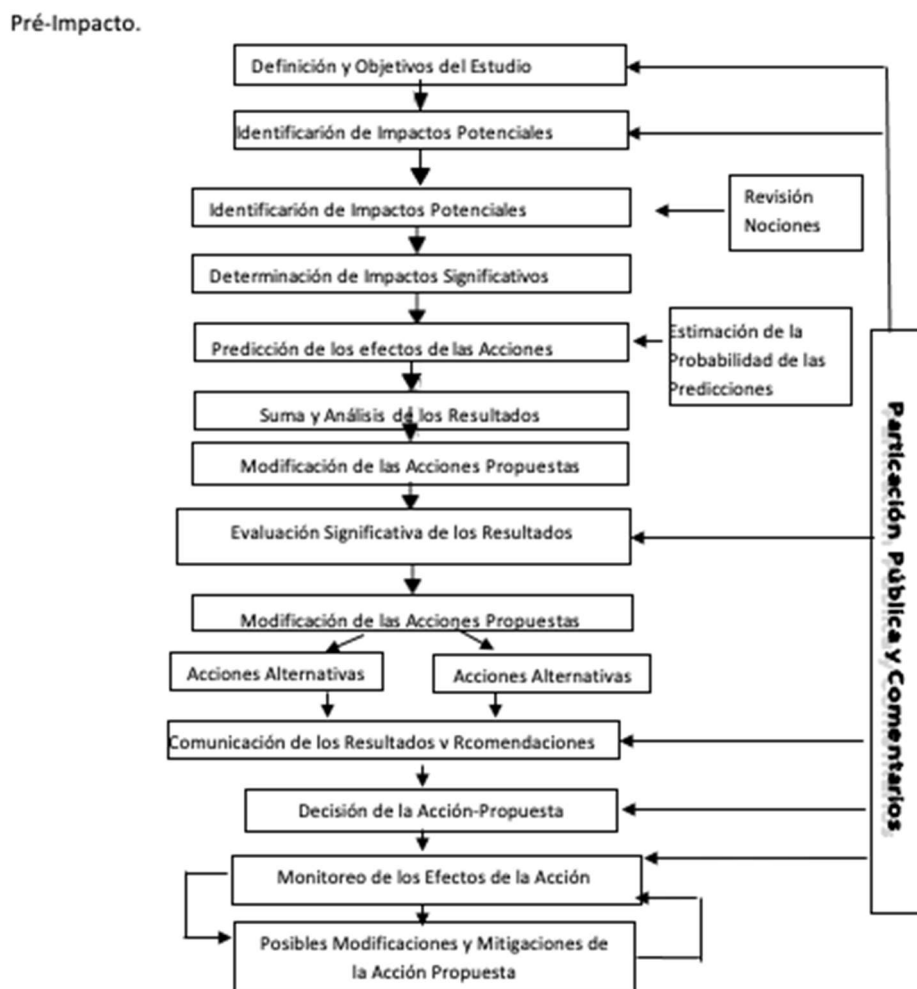 Pré-Impacto.
Definición y Objetivos del Estudio
Identificarión de Impactos Potenciales
Identificarión de Impactos Potenciales
Revisión
Nociones
Determinación de Impactos Significativos
Predicción de los efectos de las Acciones
Estimación de la
Probabilidad de las
Predicciones
Suma y Análisis de los Resultados
Modificación de las Acciones Propuestas
Evaluación Significativa de los Resultados
Modificación de las Acciones Propuestas
Acciones Alternativas
Acciones Alternativas
Comunicación de los Resultados v Rcomendaciones
Decisión de la Acción-Propuesta
Monitoreo de los Efectos de la Acción
Posibles Modificaciones y Mitigaciones de
la Acción Propuesta
Particación Pública y Comentarios